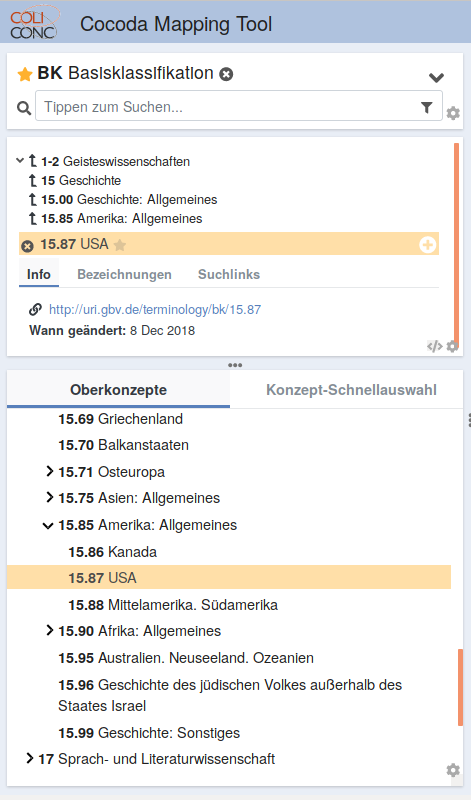 COLI
CONC
Cocoda Mapping Tool
BK Basisklassifikation
Tippen zum Suchen...
1-2 Geisteswissenschaften
15 Geschichte
15.00 Geschichte: Allgemeines
15.85 Amerika: Allgemeines
15.87 USA
Info Bezeichnungen Suchlinks
http://uri.gbv.de/terminology/bk/15.87
Wann geändert: 8 Dec 2018
Oberkonzepte Konzept-Schnellauswahl
15.69 Griechenland
15.70 Balkanstaaten
15.71 Osteuropa
15.75 Asien: Allgemeines
15.85 Amerika: Allgemeines
15.86 Kanada
15.87 USA
15.88 Mittelamerika. Südamerika
15.90 Afrika: Allgemeines
15.95 Australien. Neuseeland. Ozeanien
15.96 Geschichte des jüdischen Volkes außerhalb des
Staates Israel
15.99 Geschichte: Sonstiges
17 Sprach- und Literaturwissenschaft